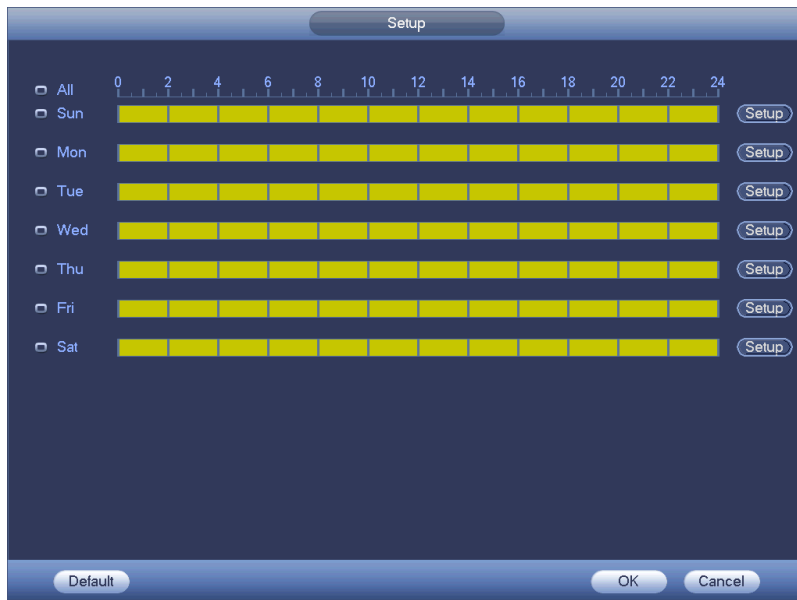 Setup
All 0 2 4 6 8 10 12 14 16 18 20 22 24
Sun Setup
Mon Setup
Tue Setup
Wed Setup
Thu Setup
Fri Setup
Sat Setup
Default OK Cancel